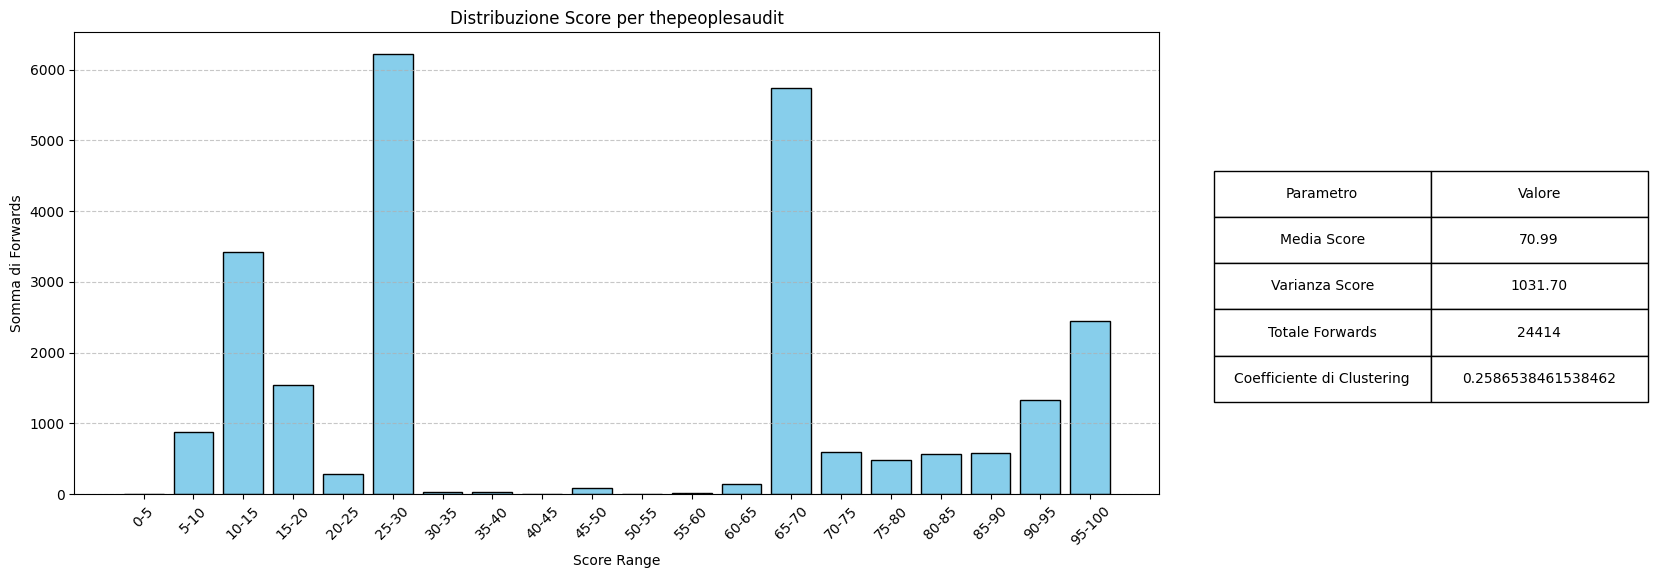 Distribuzione Score per thepeoplesaudit
Somma di Forwards
6000
5000
4000
3000
2000
1000
0
0-5 5-10 10-15 15-20 20-25 25-30 30-35 35-40 40-45 45-50 50-55 55-60 60-65 65-70 70-75 75-80 80-85 85-90 90-95 95-100
Score Range
Parametro Valore
Media Score 70.99
Varianza Score 1031.70
Totale Forwards 24414
Coefficiente di Clustering 0.2586538461538462